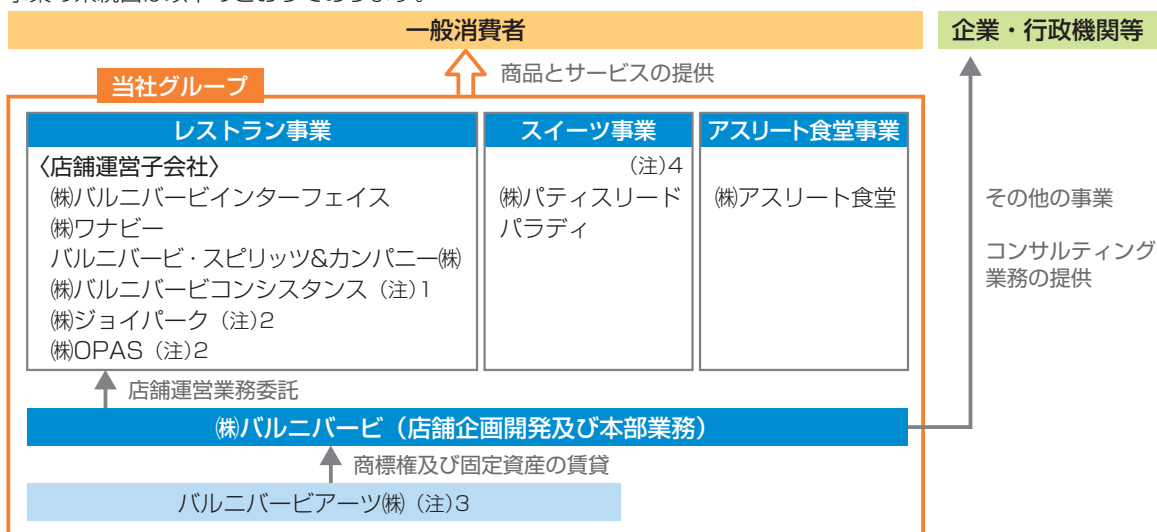 一般消費者
企業・行政機関等
商品とサービスの提供
当社グループ
レストラン事業
〈店舗運営子会社〉
㈱バルニバービインターフェイス
㈱ワナビー
バルニバービ・スピリッツ&カンパニー㈱
㈱バルニバービコンシスタンス（注）1
㈱ジョイパーク（注）2
㈱OPAS（注）2
スイーツ事業
（注）4
㈱パティスリード
パラディ
アスリート食堂事業
㈱アスリート食堂
その他の事業
コンサルティング
業務の提供
店舗運営業務委託
㈱バルニバービ（店舗企画開発及び本部業務）
商標権及び固定資産の賃貸
バルニバービアーツ㈱（注）3